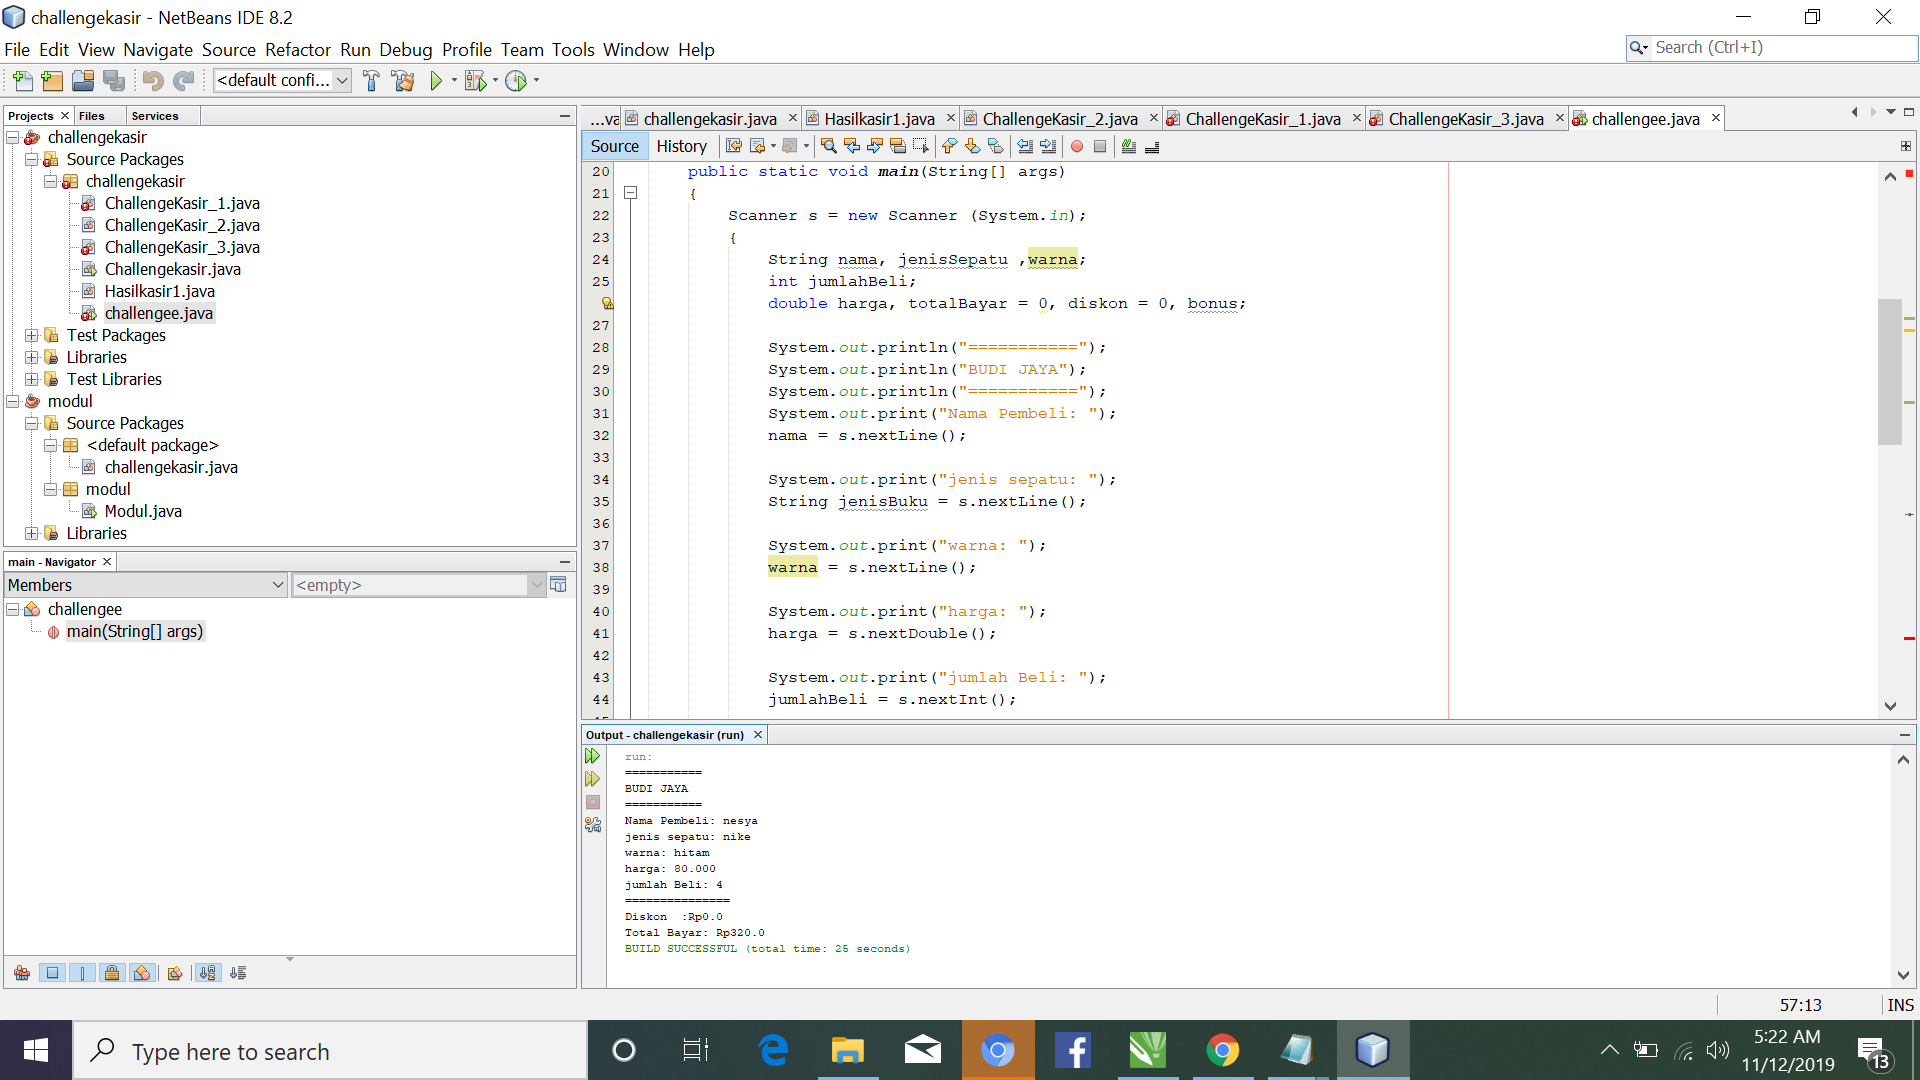 challengekasir - NetBeans IDE 8.2
File Edit View Navigate Source Refactor Run Debug Profile Team Tools Window Help
Search (Ctrl+I)
<default confi...
Projects Files Services
challengekasir
Source Packages
challengekasir
ChallengeKasir_1.java
ChallengeKasir_2.java
ChallengeKasir_3.java
Challengekasir.java
Hasilkasir1.java
challengee.java
Test Packages
Libraries
Test Libraries
modul
Source Packages
<default package>
challengekasir.java
modul
Modul.java
Libraries
main - Navigator
Members <empty>
challengee
main(String[] args)
...va challengekasir.java Hasilkasir1.java ChallengeKasir_2.java ChallengeKasir_1.java ChallengeKasir_3.java challengee.java
Source History
20 public static void main(String[] args)
21 {
22 Scanner s = new Scanner (System.in);
23 {
24 String nama, jenisSepatu ,warna;
25 int jumlahBeli;
double harga, totalBayar = 0, diskon = 0, bonus;
27
28 System.out.println("===========");
29 System.out.println("BUDI JAYA");
30 System.out.println("===========");
31 System.out.print("Nama Pembeli: ");
32 nama = s.nextLine();
33
34 System.out.print("jenis sepatu: ");
35 String jenisBuku = s.nextLine();
36
37 System.out.print("warna: ");
38 warna = s.nextLine();
39
40 System.out.print("harga: ");
41 harga = s.nextDouble();
42
43 System.out.print("jumlah Beli: ");
44 jumlahBeli = s.nextInt();
Output - challengekasir (run)
run:
===========
BUDI JAYA
===========
Nama Pembeli: nesya
jenis sepatu: nike
warna: hitam
harga: 80.000
jumlah Beli: 4
===============
Diskon :Rp0.0
Total Bayar: Rp320.0
BUILD SUCCESSFUL (total time: 25 seconds)
57:13 INS
Type here to search
5:22 AM
11/12/2019
13